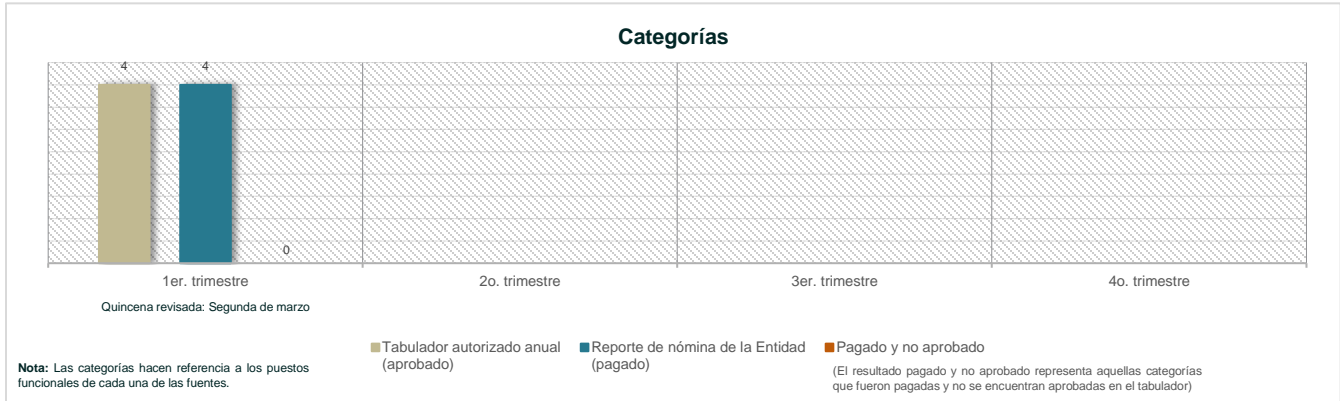 Categorías
4
4
0
1er. trimestre
2o. trimestre
3er. trimestre
4o. trimestre
Quincena revisada: Segunda de marzo
Tabulador autorizado anual
(aprobado)
Reporte de nómina de la Entidad
(pagado)
Pagado y no aprobado
(El resultado pagado y no aprobado representa aquellas categorías
que fueron pagadas y no se encuentran aprobadas en el tabulador)
Nota: Las categorías hacen referencia a los puestos
funcionales de cada una de las fuentes.